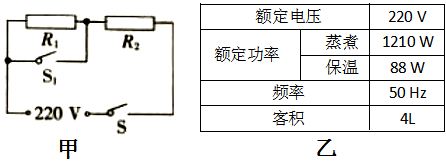 R₁
R₂
S₁
220 V
S
甲
额定电压 220 V
额定功率 蒸煮 1210 W
保温 88 W
频率 50 Hz
客积 4L
乙